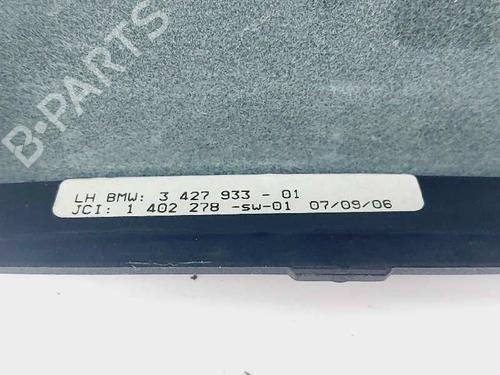 B-PARTS
LH BMW: 3 427 933 - 01
JCI: 1 402 278 -sw-01 07/09/06